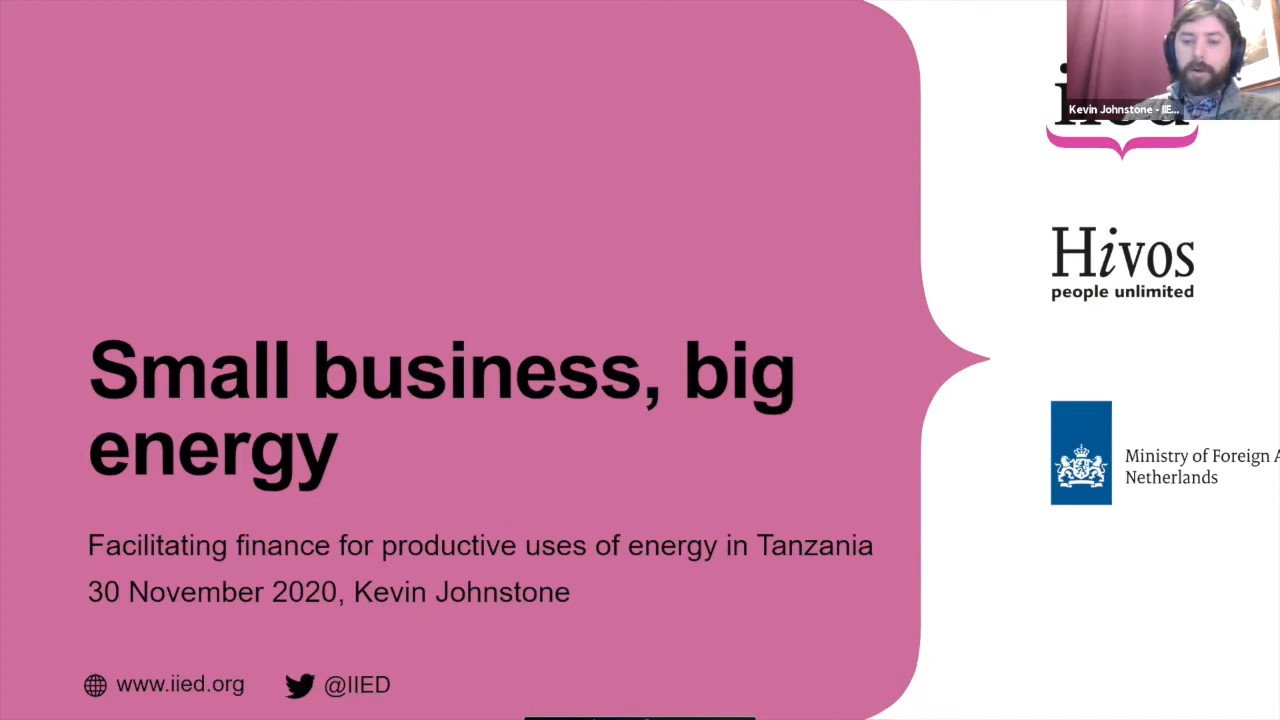 Small business, big
energy
Facilitating finance for productive uses of energy in Tanzania
30 November 2020, Kevin Johnstone
www.iied.org
@IIED
Kevin Johnstone - IIE...
iied
Hivos
people unlimited
Ministry of Foreign A
Netherlands